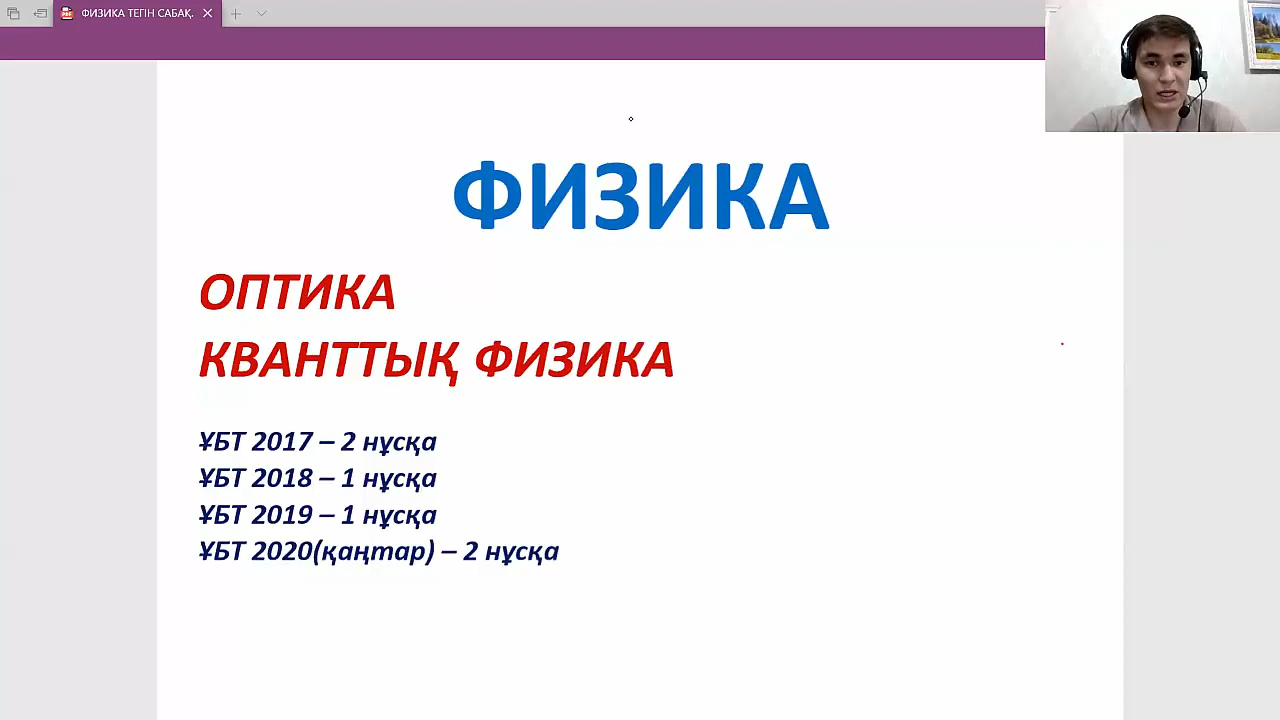 ФИЗИКА ТЕГІН САБАҚ.
ФИЗИКА
ОПТИКА
КВАНТТЫҚ ФИЗИКА
ҰБТ 2017 – 2 нұсқа
ҰБТ 2018 – 1 нұсқа
ҰБТ 2019 – 1 нұсқа
ҰБТ 2020(қаңтар) – 2 нұсқа